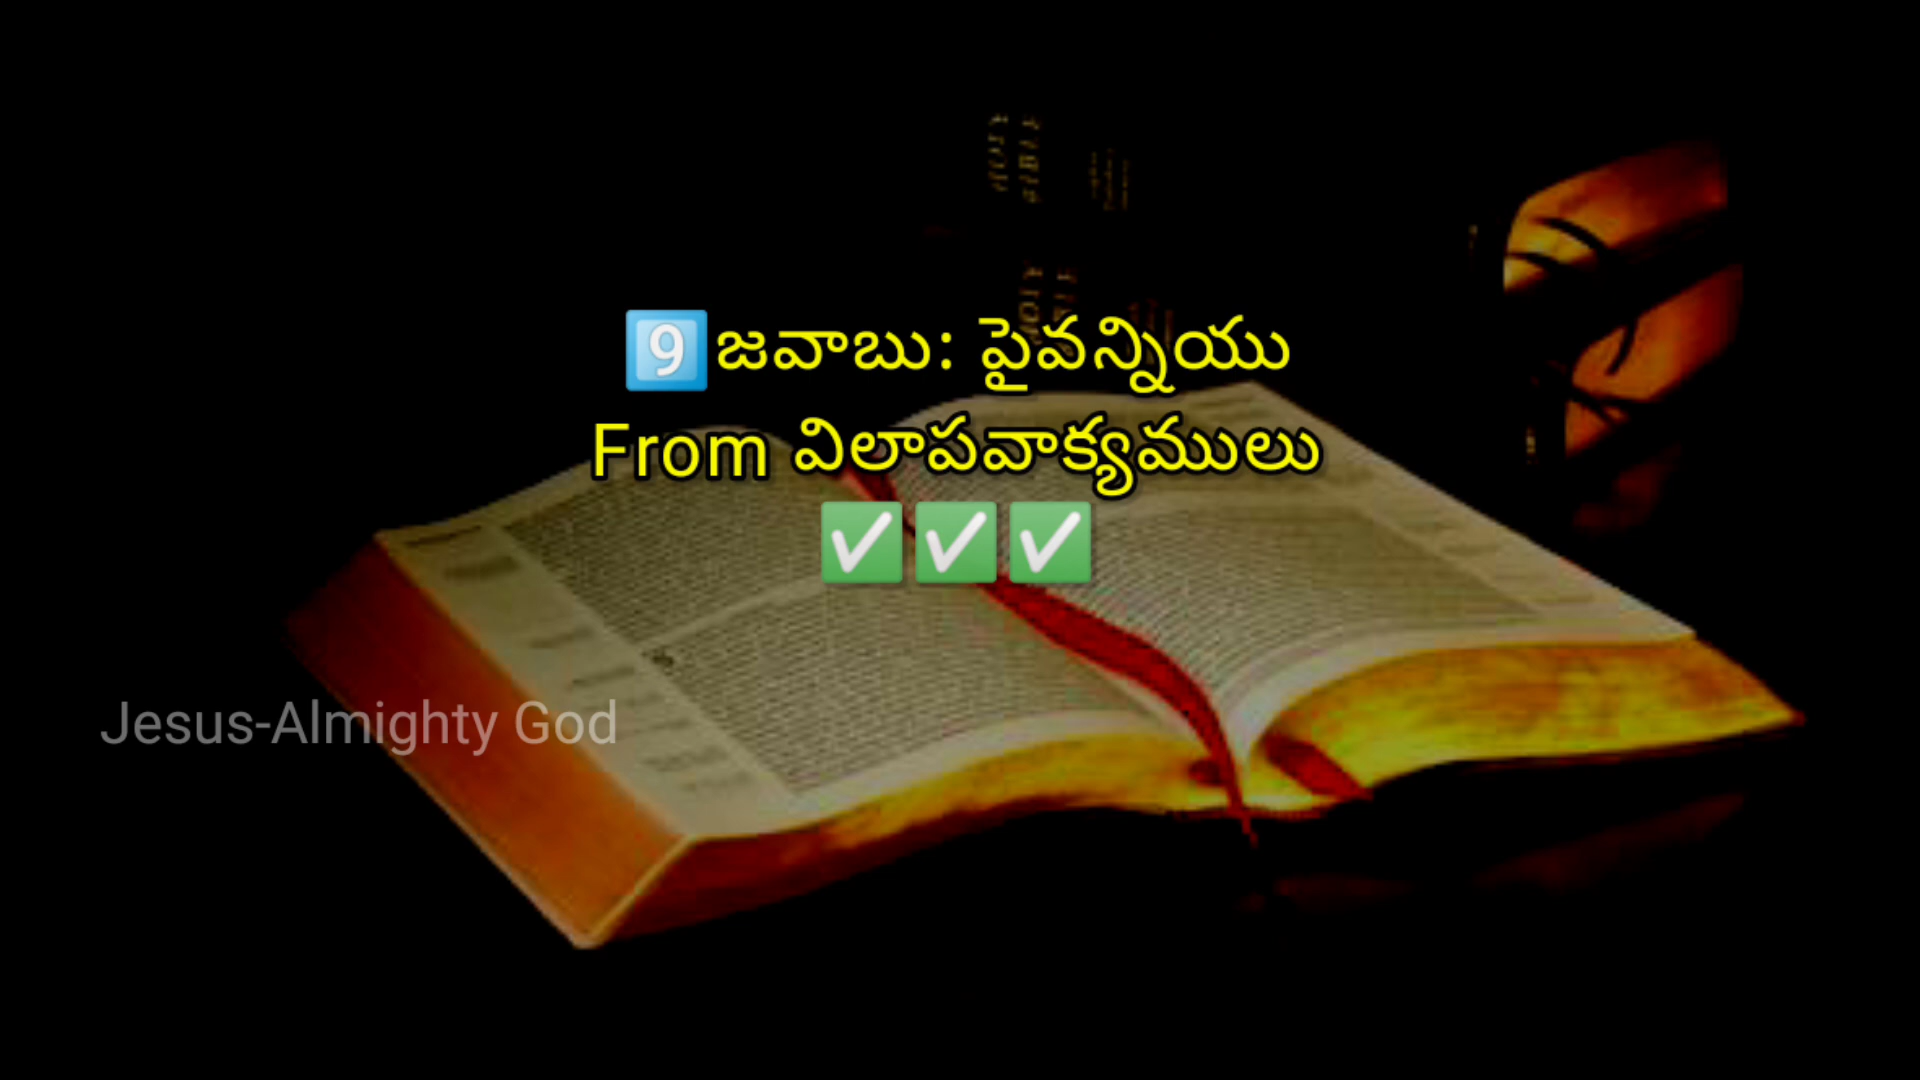 9️⃣జవాబు: పైవన్నియు
From విలాపవాక్యములు
✅✅✅
Jesus-Almighty God